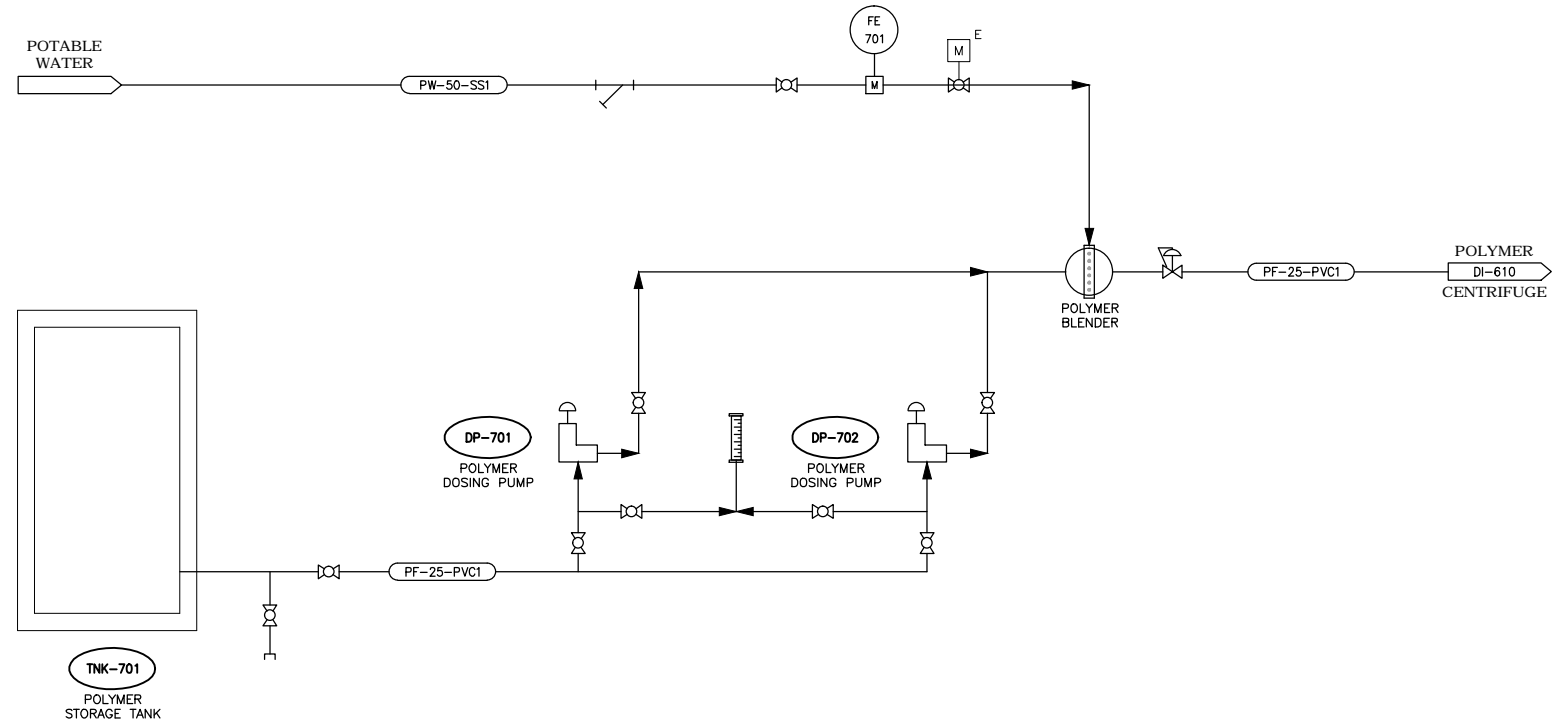 FE
701
E
M
POTABLE
WATER
PW-50-SS1
M
POLYMER
DI-610
CENTRIFUGE
PF-25-PVC1
POLYMER
BLENDER
DP-701
POLYMER
DOSING PUMP
DP-702
POLYMER
DOSING PUMP
PF-25-PVC1
TNK-701
POLYMER
STORAGE TANK